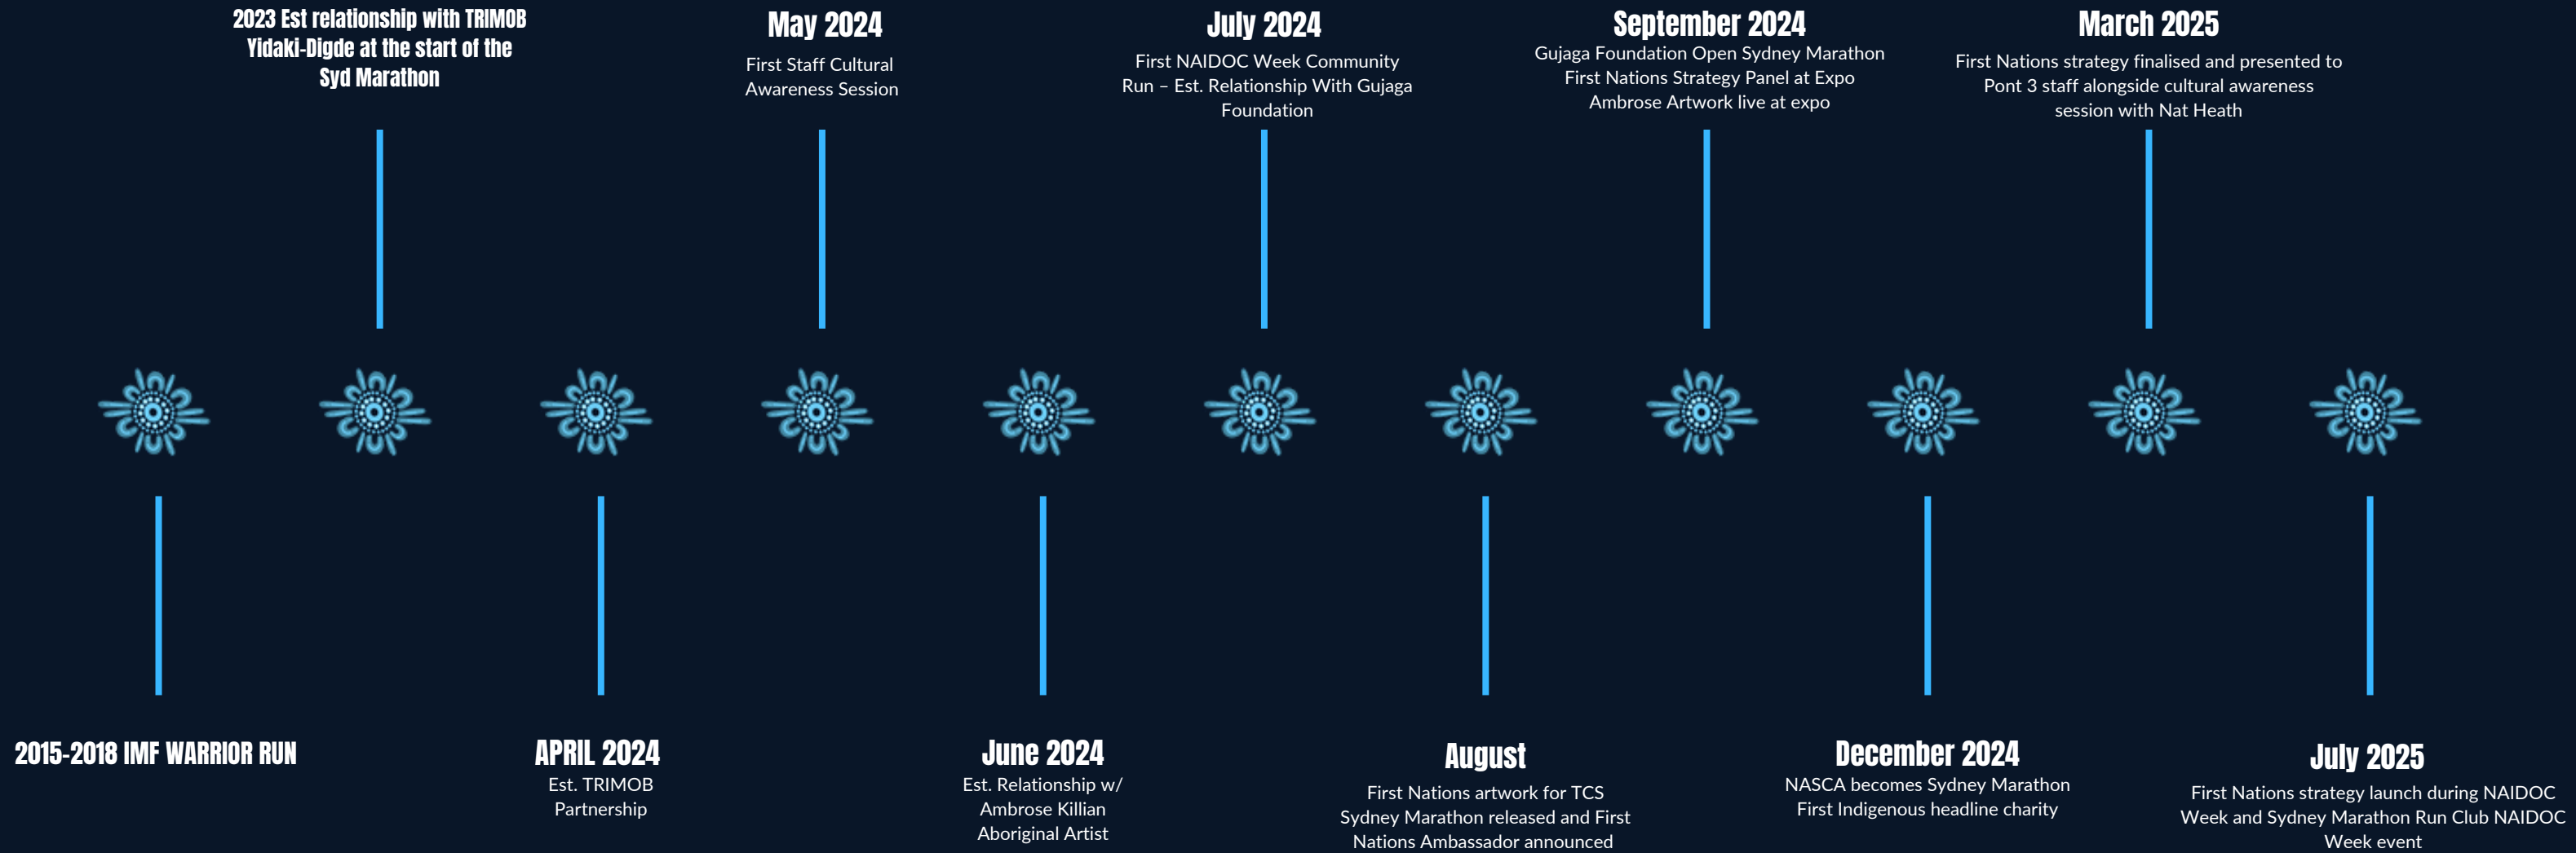 2023 Est relationship with TRIMOB
Yidaki-Digde at the start of the
Syd Marathon
May 2024
First Staff Cultural
Awareness Session
July 2024
First NAIDOC Week Community
Run – Est. Relationship With Gujaga
Foundation
September 2024
Gujaga Foundation Open Sydney Marathon
First Nations Strategy Panel at Expo
Ambrose Artwork live at expo
March 2025
First Nations strategy finalised and presented to
Pont 3 staff alongside cultural awareness
session with Nat Heath
2015-2018 IMF WARRIOR RUN
APRIL 2024
Est. TRIMOB
Partnership
June 2024
Est. Relationship w/
Ambrose Killian
Aboriginal Artist
August
First Nations artwork for TCS
Sydney Marathon released and First
Nations Ambassador announced
December 2024
NASCA becomes Sydney Marathon
First Indigenous headline charity
July 2025
First Nations strategy launch during NAIDOC
Week and Sydney Marathon Run Club NAIDOC
Week event